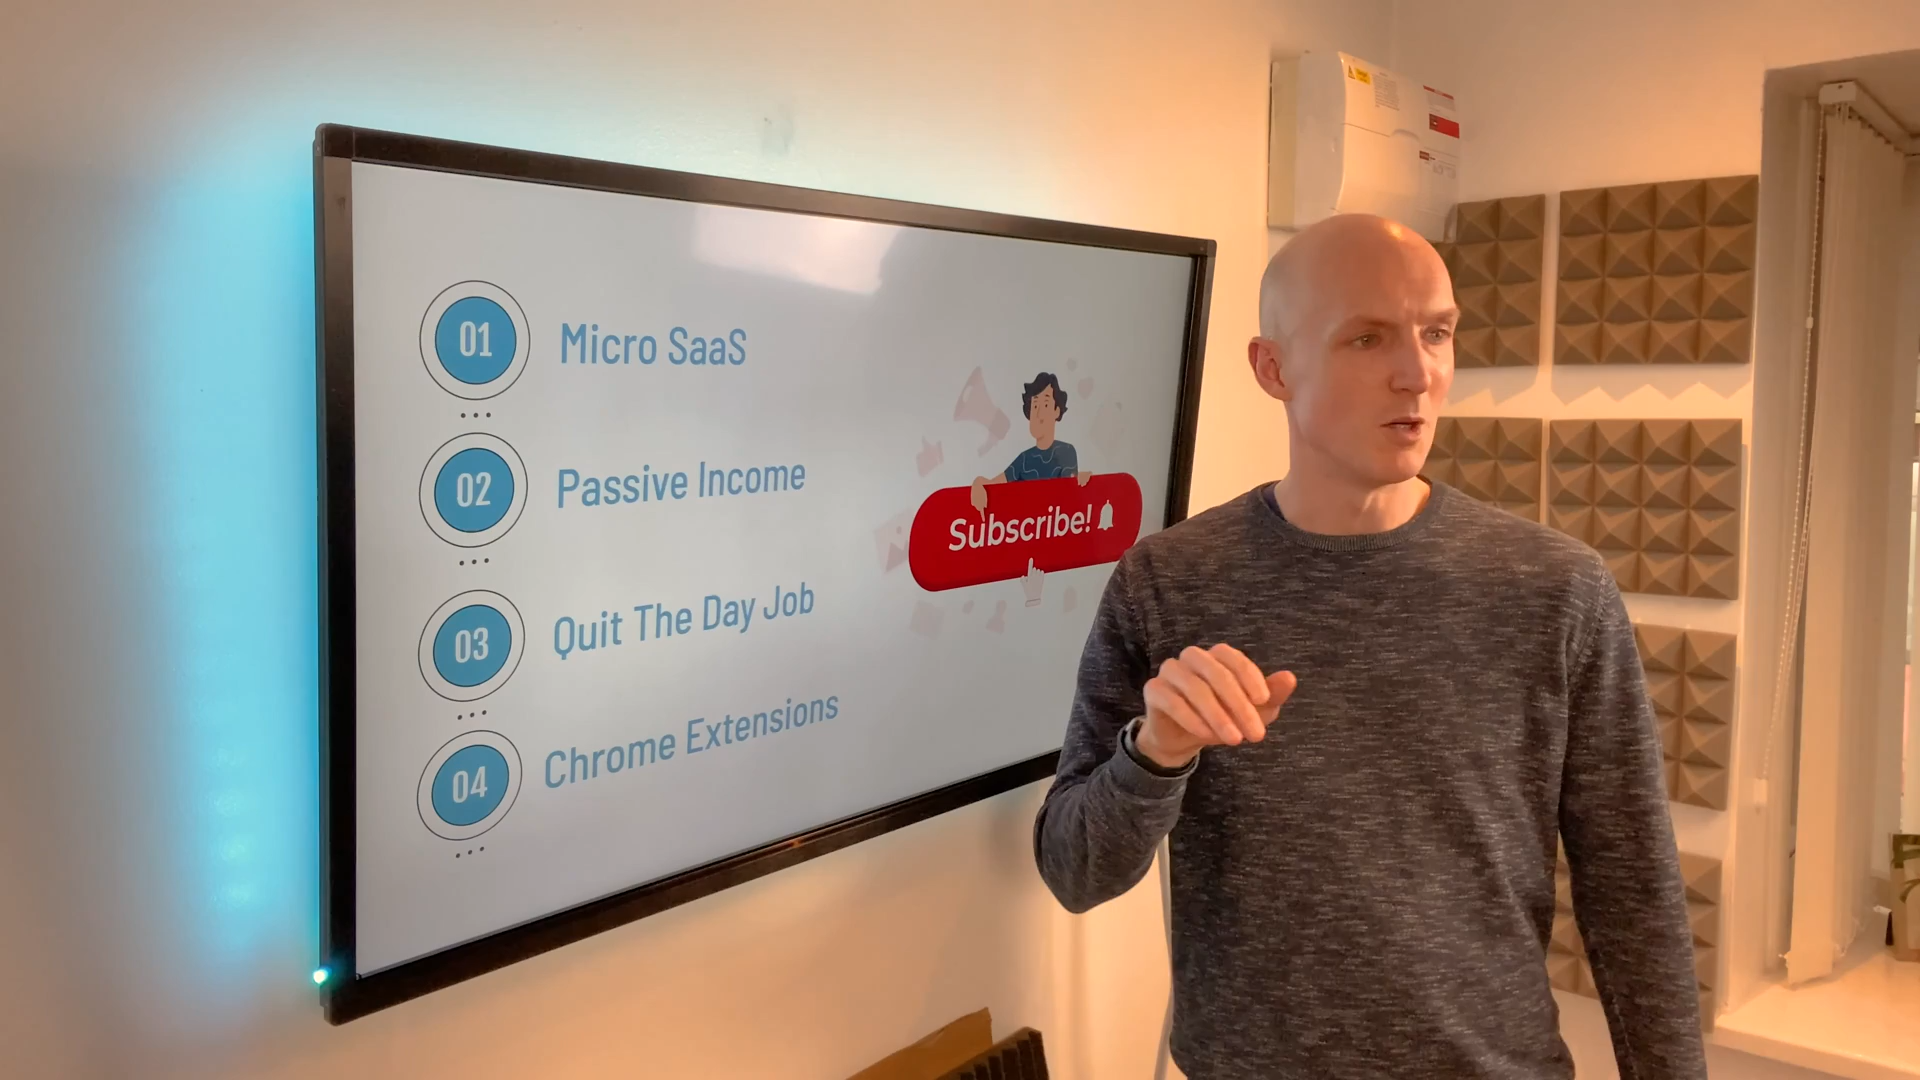 01
Micro SaaS
02
Passive Income
03
Quit The Day Job
04
Chrome Extensions
Subscribe!